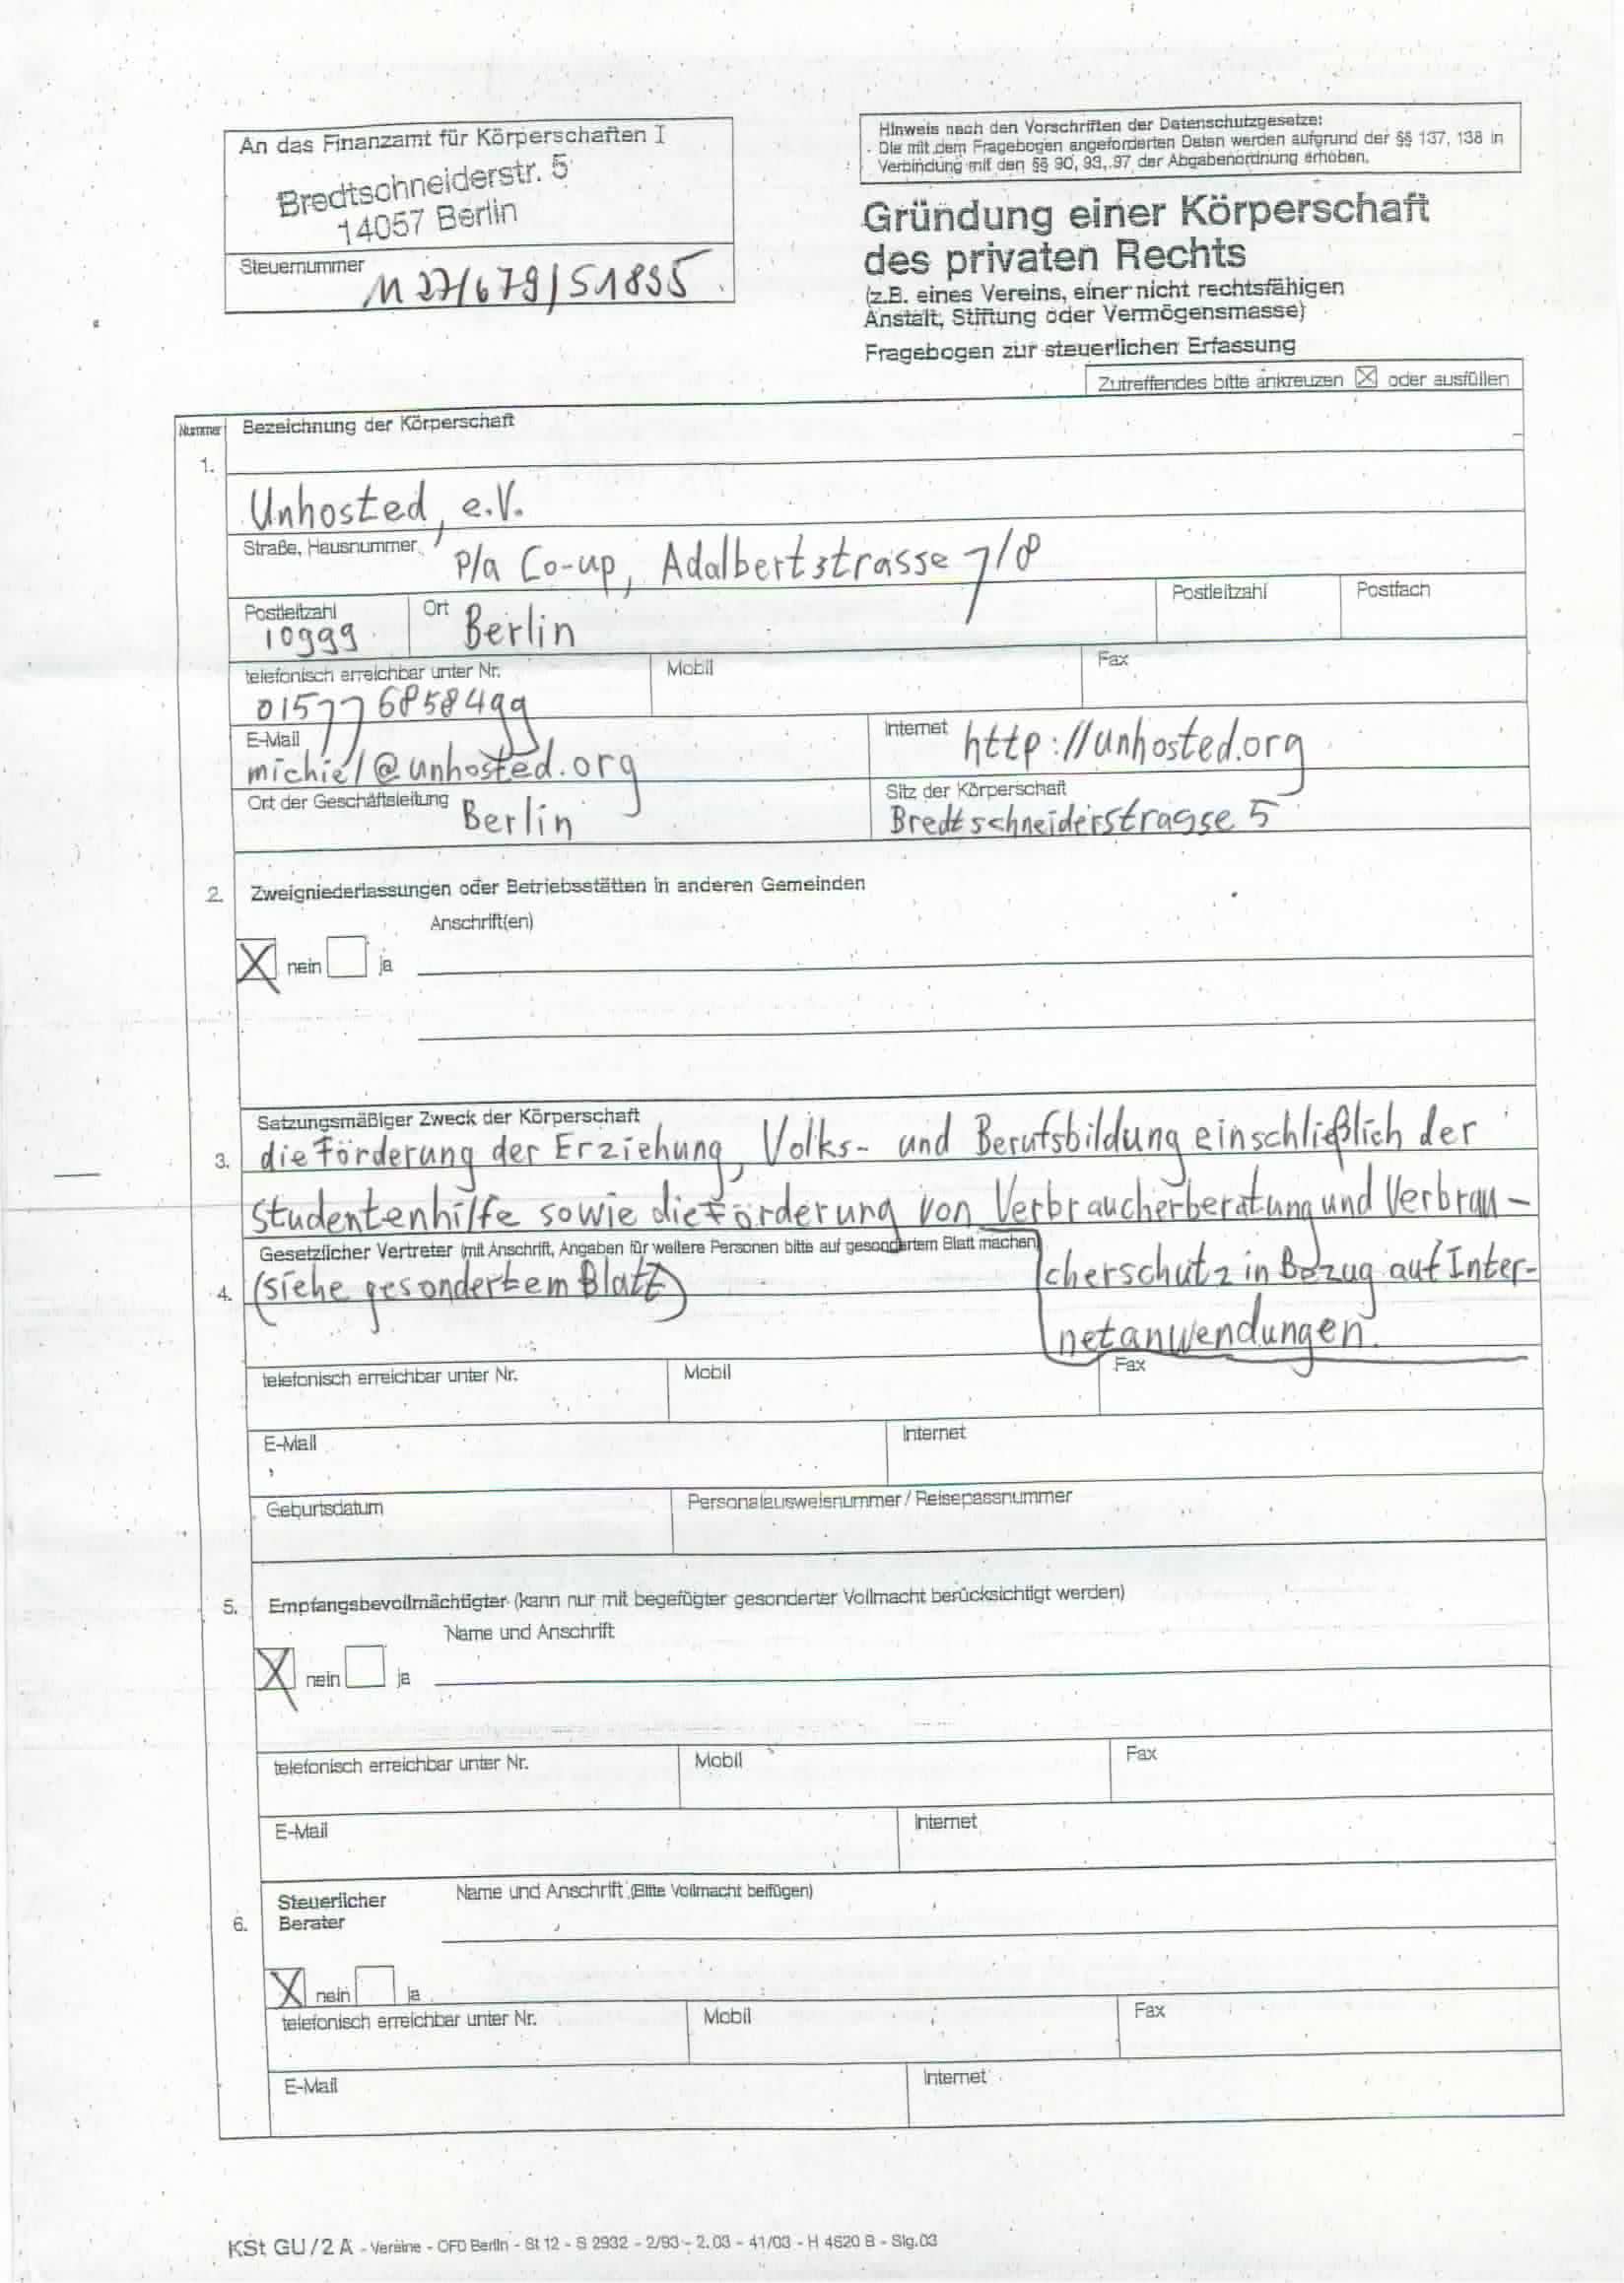 An das Finanzamt für Körperschaften I
Bredtschneiderstr. 5
14057 Berlin
Steuernummer 1127/679/51835
Hinweis nach den Vorschriften der Datenschutzgesetze:
Die mit dem Fragebogen angeforderten Daten werden aufgrund der §§ 137, 138 in
Verbindung mit den §§ 90, 93, 97 der Abgabenordnung erhoben.
Gründung einer Körperschaft
des privaten Rechts
(z.B. eines Vereins, einer nicht rechtsfähigen
Anstalt, Stiftung oder Vermögensmasse)
Fragebogen zur steuerlichen Erfassung
Zutreffendes bitte ankreuzen ☒ oder ausfüllen
Nummer Bezeichnung der Körperschaft
1.
Unhosted, e.V.
Straße, Hausnummer p/a Co-up, Adalbertstrasse 7/8
Postleitzahl Ort Postleitzahl Postfach
10999 Berlin
telefonisch erreichbar unter Nr. Mobil Fax
015776858499
E-Mail Internet http://unhosted.org
michiel@unhosted.org
Ort der Geschäftsleitung Berlin Sitz der Körperschaft
Bredtschneiderstrasse 5
2. Zweigniederlassungen oder Betriebsstätten in anderen Gemeinden
Anschrift(en)
☒ nein ☐ ja
Satzungsmäßiger Zweck der Körperschaft
3. die Förderung der Erziehung, Volks- und Berufsbildung einschließlich der
Studentenhilfe sowie die Förderung von Verbraucherberatung und Verbrau-
Gesetzlicher Vertreter (mit Anschrift, Angaben für weitere Personen bitte auf gesondertem Blatt machen)
4. (siehe gesondertem Blatt) cherschutz in Bezug auf Inter-
netanwendungen.
telefonisch erreichbar unter Nr. Mobil Fax
E-Mail Internet
Geburtsdatum Personalausweisnummer / Reisepassnummer
5. Empfangsbevollmächtigter (kann nur mit begefügter gesonderter Vollmacht berücksichtigt werden)
Name und Anschrift
☒ nein ☐ ja
telefonisch erreichbar unter Nr. Mobil Fax
E-Mail Internet
Steuerlicher Name und Anschrift (Bitte Vollmacht beifügen)
6. Berater
☒ nein ☐ ja
telefonisch erreichbar unter Nr. Mobil Fax
E-Mail Internet
KSt GU/2 A - Vereine - OFD Berlin - St 12 - S 2932 - 2/93 - 2.03 - 41/03 - H 4620 B - Slg.03